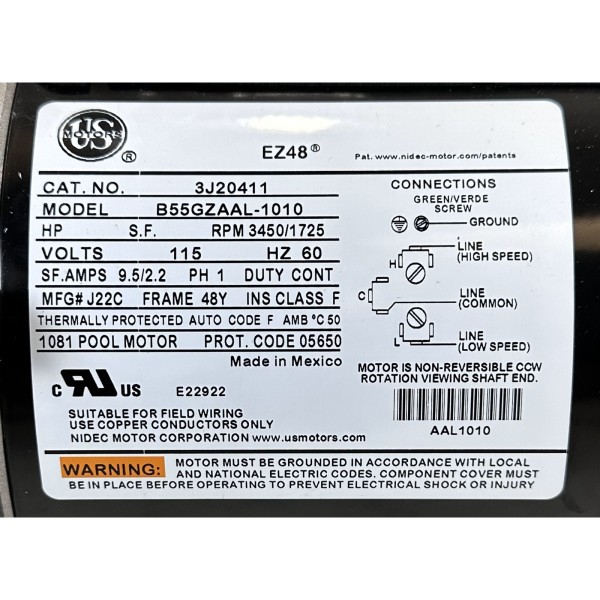 US
MOTORS
®
EZ48®
Pat. www.nidec-motor.com/patents
CAT. NO. 3J20411
MODEL B55GZAAL-1010
HP S.F. RPM 3450/1725
VOLTS 115 HZ 60
SF.AMPS 9.5/2.2 PH 1 DUTY CONT
MFG# J22C FRAME 48Y INS CLASS F
THERMALLY PROTECTED AUTO CODE F AMB °C 50
1081 POOL MOTOR PROT. CODE 05650
Made in Mexico
C RU US E22922
SUITABLE FOR FIELD WIRING
USE COPPER CONDUCTORS ONLY
NIDEC MOTOR CORPORATION www.usmotors.com
CONNECTIONS
GREEN/VERDE
SCREW
GROUND
H
LINE
(HIGH SPEED)
C
LINE
(COMMON)
L
LINE
(LOW SPEED)
MOTOR IS NON-REVERSIBLE CCW
ROTATION VIEWING SHAFT END.
AAL1010
WARNING: MOTOR MUST BE GROUNDED IN ACCORDANCE WITH LOCAL
AND NATIONAL ELECTRICAL CODES. COMPONENT COVER MUST
BE IN PLACE BEFORE OPERATING TO PREVENT ELECTRICAL SHOCK OR INJURY